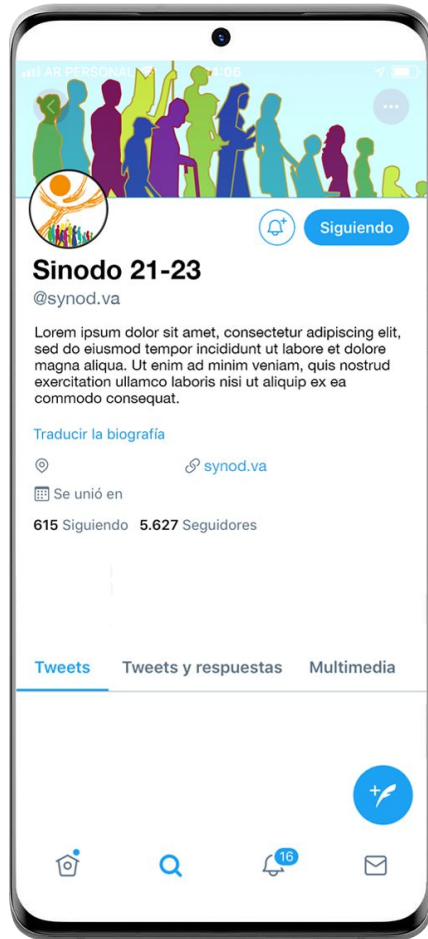 AR PERSONAL
:06
Siguiendo
Sinodo 21-23
@synod.va
Lorem ipsum dolor sit amet, consectetur adipiscing elit,
sed do eiusmod tempor incididunt ut labore et dolore
magna aliqua. Ut enim ad minim veniam, quis nostrud
exercitation ullamco laboris nisi ut aliquip ex ea
commodo consequat.
Traducir la biografía
synod.va
Se unió en
615 Siguiendo 5.627 Seguidores
Tweets Tweets y respuestas Multimedia
16